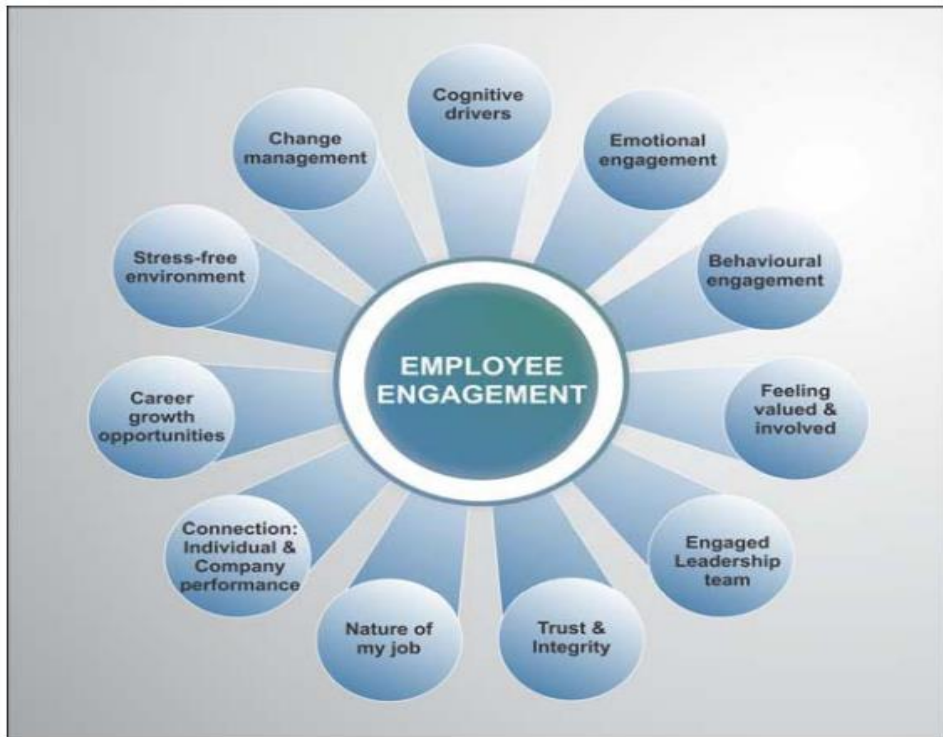 Cognitive
drivers
Emotional
engagement
Behavioural
engagement
Feeling
valued &
involved
Engaged
Leadership
team
Trust &
Integrity
Nature of
my job
Connection:
Individual &
Company
performance
Career
growth
opportunities
Stress-free
environment
Change
management
EMPLOYEE
ENGAGEMENT